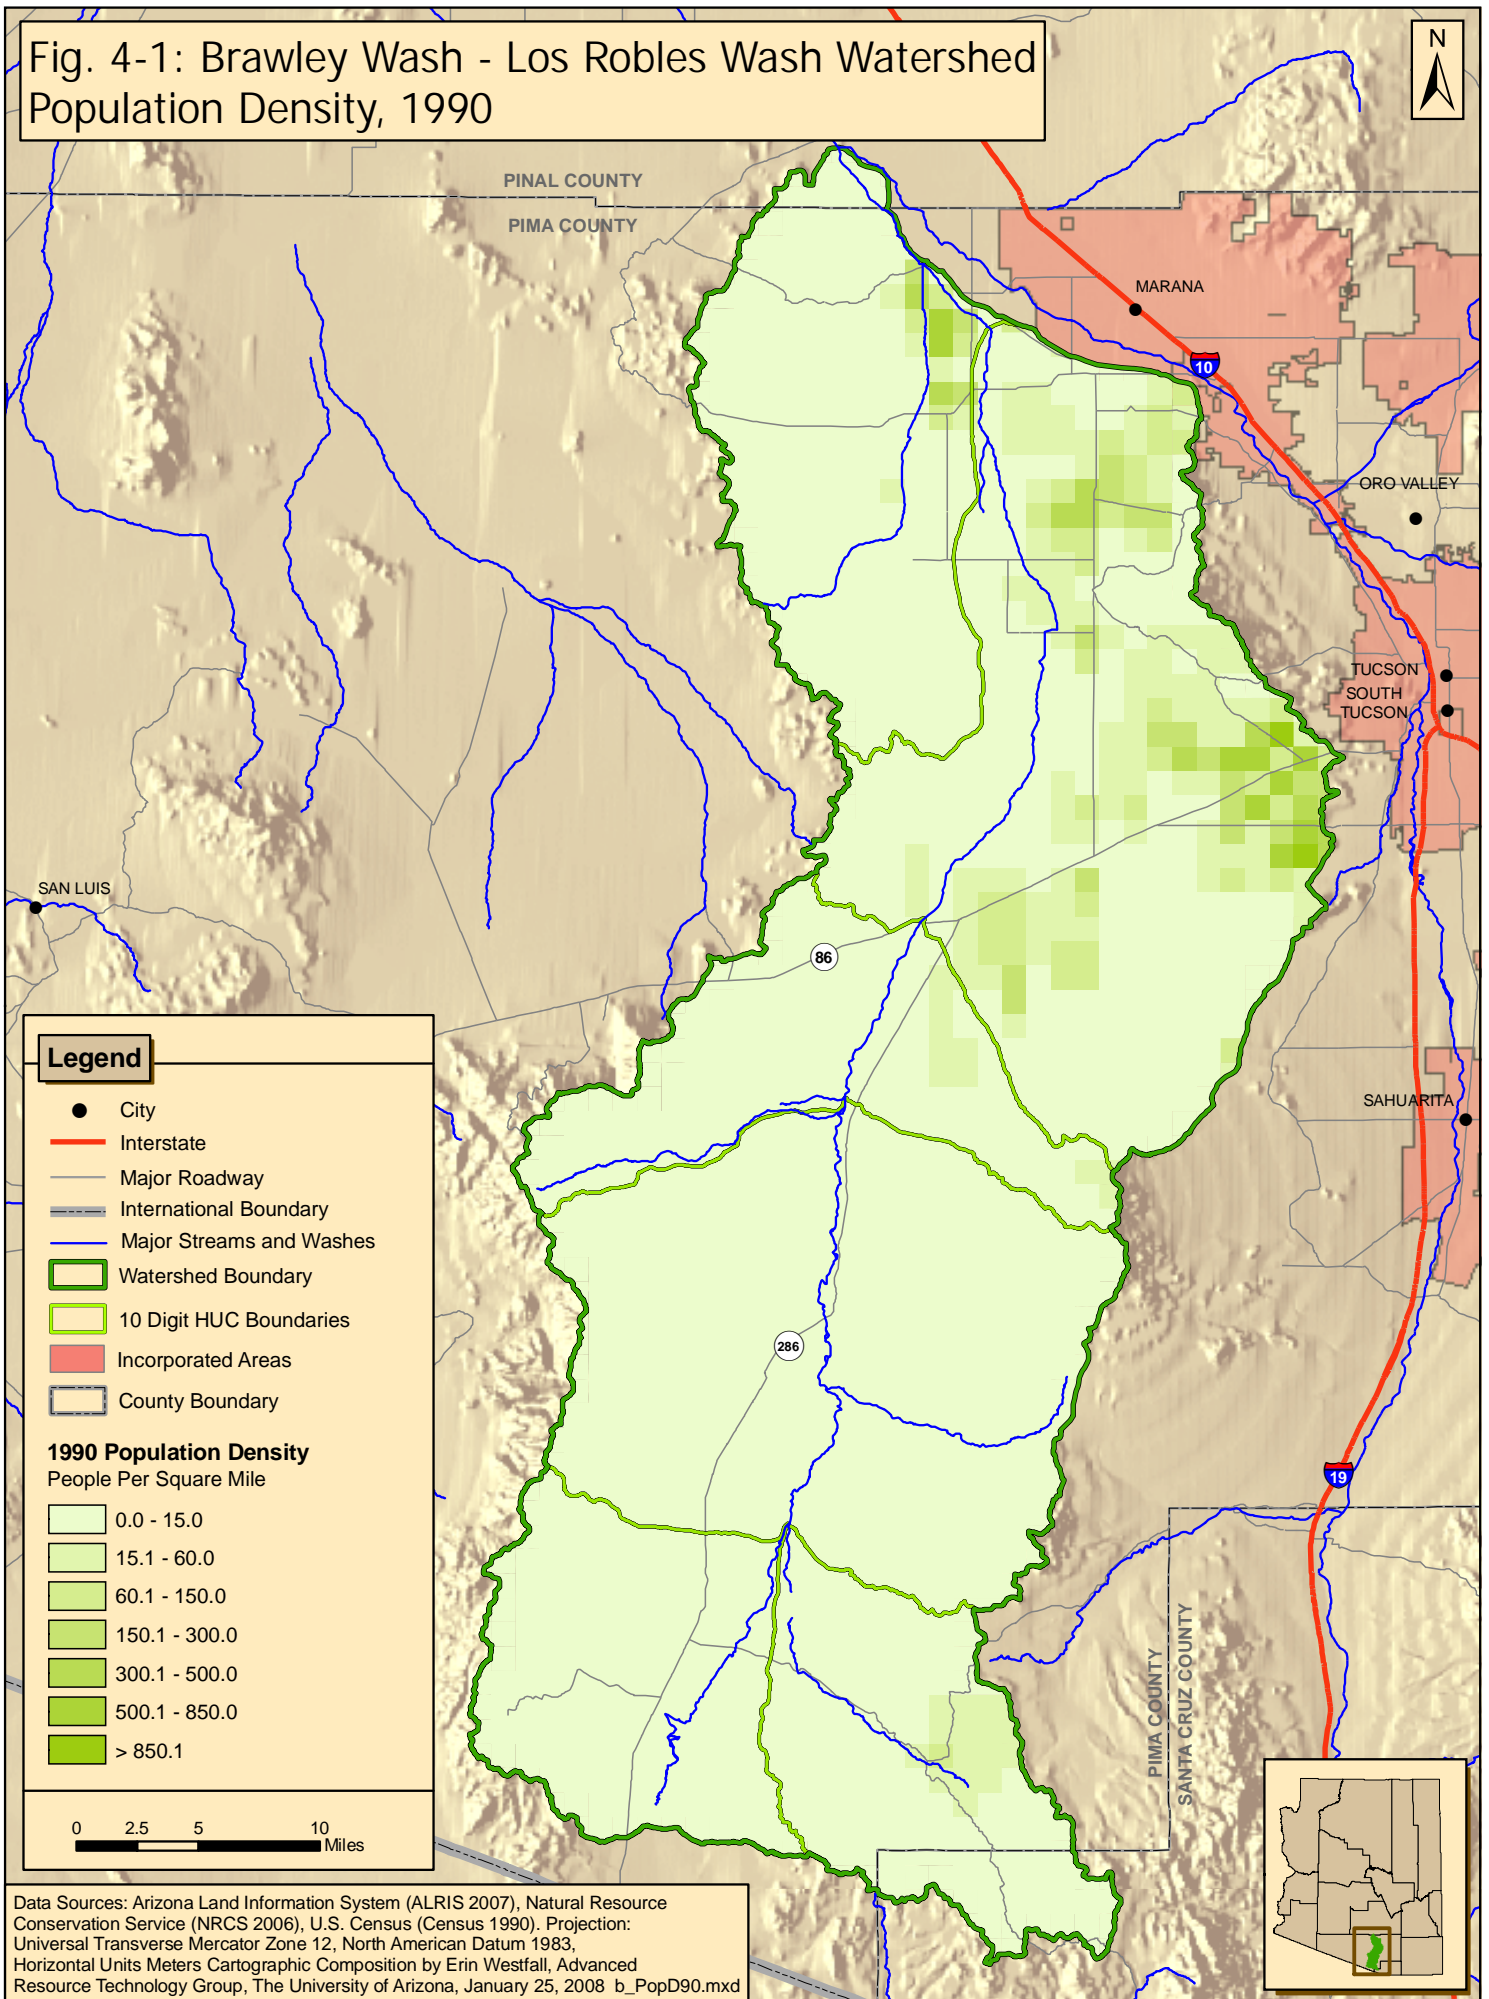 Fig. 4-1: Brawley Wash - Los Robles Wash Watershed
Population Density, 1990
N
PINAL COUNTY
PIMA COUNTY
MARANA
10
ORO VALLEY
TUCSON
SOUTH
TUCSON
SAN LUIS
86
SAHUARITA
286
19
PIMA COUNTY
SANTA CRUZ COUNTY
Legend
City
Interstate
Major Roadway
International Boundary
Major Streams and Washes
Watershed Boundary
10 Digit HUC Boundaries
Incorporated Areas
County Boundary
1990 Population Density
People Per Square Mile
0.0 - 15.0
15.1 - 60.0
60.1 - 150.0
150.1 - 300.0
300.1 - 500.0
500.1 - 850.0
> 850.1
0 2.5 5 10
Miles
Data Sources: Arizona Land Information System (ALRIS 2007), Natural Resource
Conservation Service (NRCS 2006), U.S. Census (Census 1990). Projection:
Universal Transverse Mercator Zone 12, North American Datum 1983,
Horizontal Units Meters Cartographic Composition by Erin Westfall, Advanced
Resource Technology Group, The University of Arizona, January 25, 2008 b_PopD90.mxd